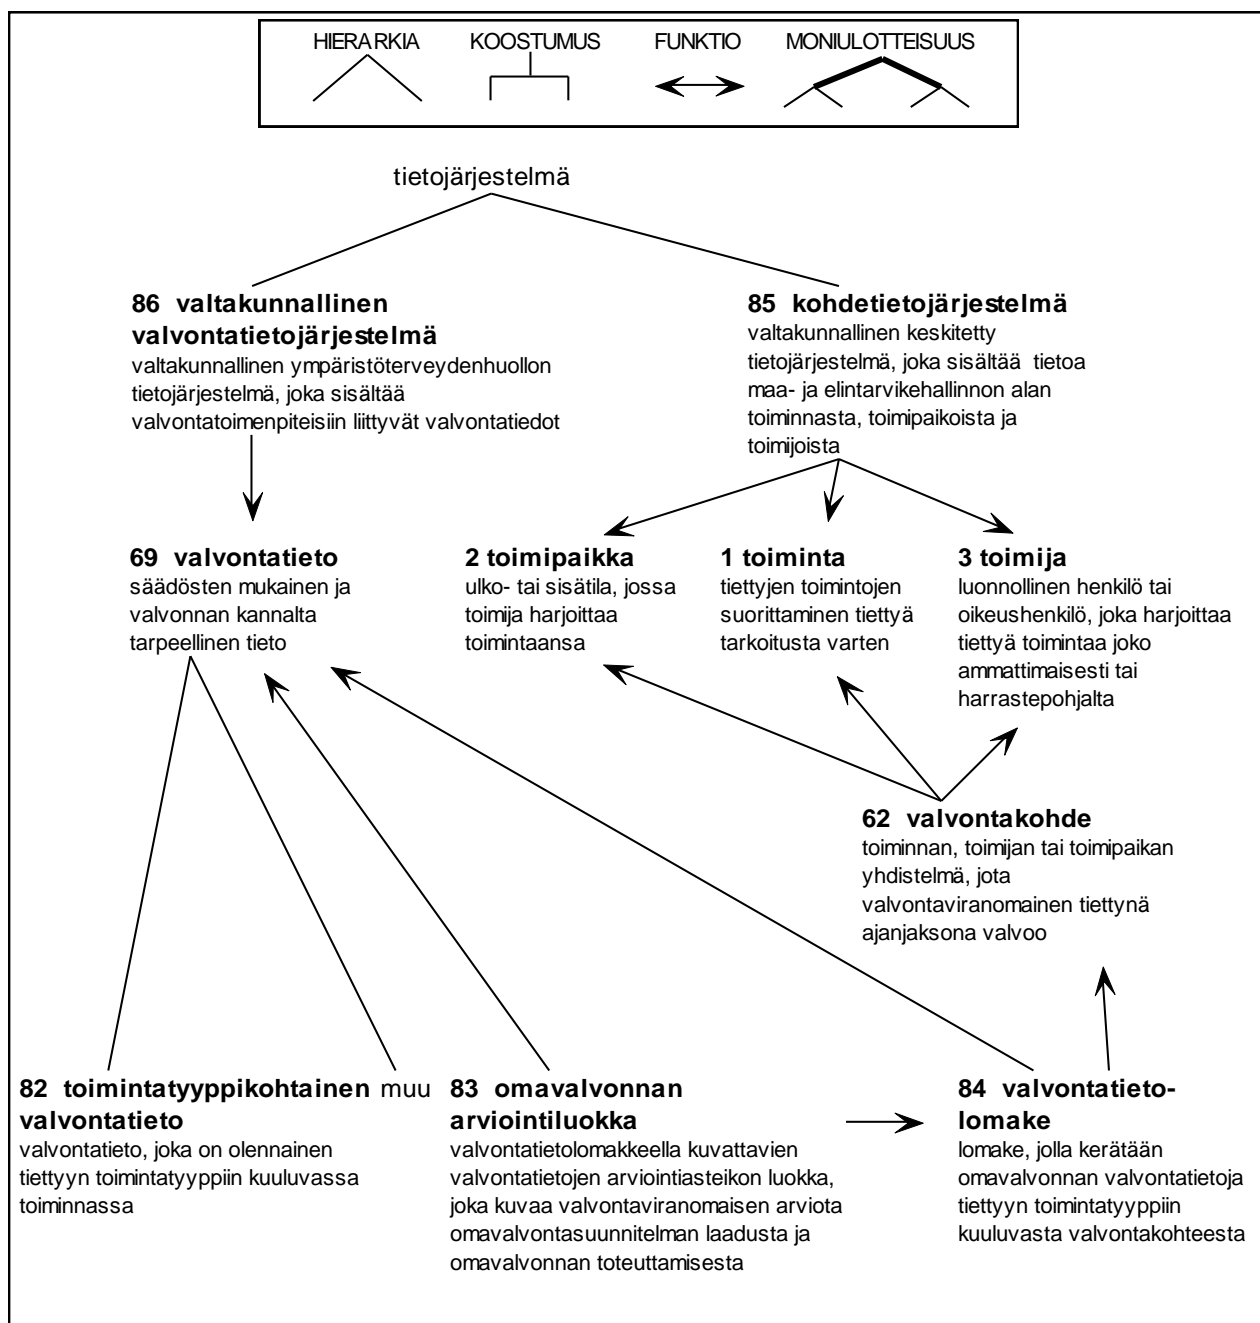 HIERARKIA KOOSTUMUS FUNKTIO MONIULOTTEISUUS
tietojärjestelmä
86 valtakunnallinen
valvontatietojärjestelmä
valtakunnallinen ympäristöterveydenhuollon
tietojärjestelmä, joka sisältää
valvontatoimenpiteisiin liittyvät valvontatiedot
85 kohdetietojärjestelmä
valtakunnallinen keskitetty
tietojärjestelmä, joka sisältää tietoa
maa- ja elintarvikehallinnon alan
toiminnasta, toimipaikoista ja
toimijoista
69 valvontatieto
säädösten mukainen ja
valvonnan kannalta
tarpeellinen tieto
2 toimipaikka
ulko- tai sisätila, jossa
toimija harjoittaa
toimintaansa
1 toiminta
tiettyjen toimintojen
suorittaminen tiettyä
tarkoitusta varten
3 toimija
luonnollinen henkilö tai
oikeushenkilö, joka harjoittaa
tiettyä toimintaa joko
ammattimaisesti tai
harrastepohjalta
62 valvontakohde
toiminnan, toimijan tai toimipaikan
yhdistelmä, jota
valvontaviranomainen tiettynä
ajanjaksona valvoo
82 toimintatyyppikohtainen
valvontatieto
valvontatieto, joka on olennainen
tiettyyn toimintatyyppiin kuuluvassa
toiminnassa
muu
83 omavalvonnan
arviointiluokka
valvontatietolomakkeella kuvattavien
valvontatietojen arviointiasteikon luokka,
joka kuvaa valvontaviranomaisen arviota
omavalvontasuunnitelman laadusta ja
omavalvonnan toteuttamisesta
84 valvontatieto-
lomake
lomake, jolla kerätään
omavalvonnan valvontatietoja
tiettyyn toimintatyyppiin
kuuluvasta valvontakohteesta